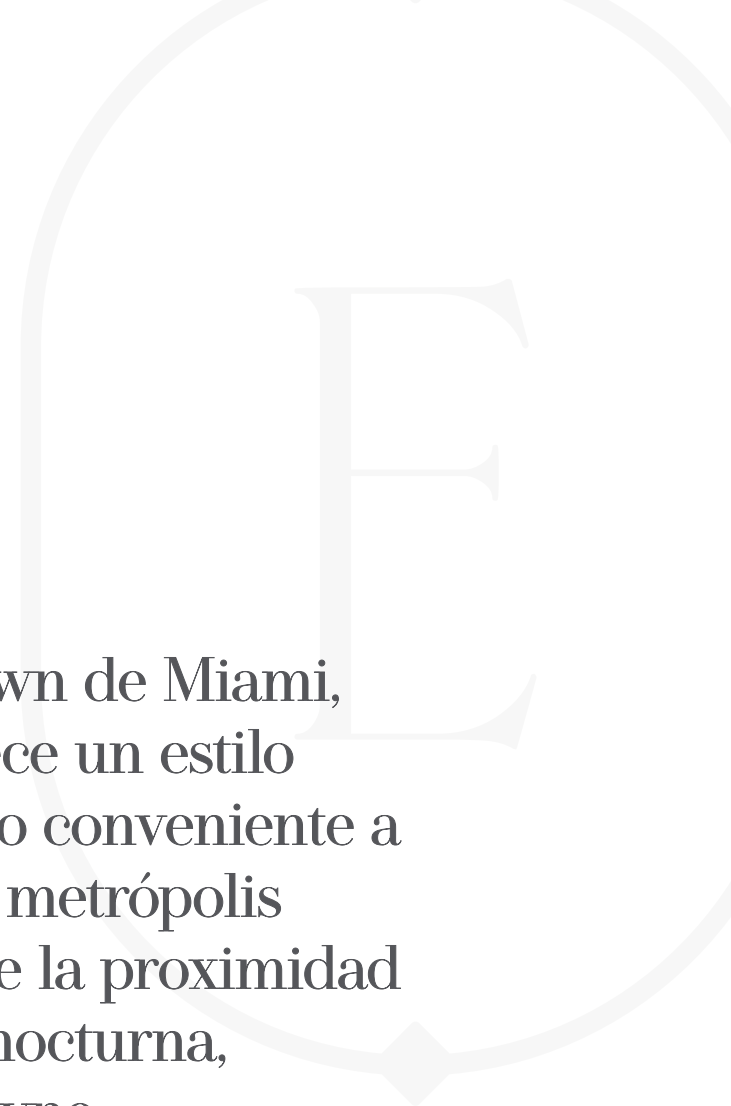 E
wn de Miami,
ce un estilo
o conveniente a
metrópolis
e la proximidad
nocturna,